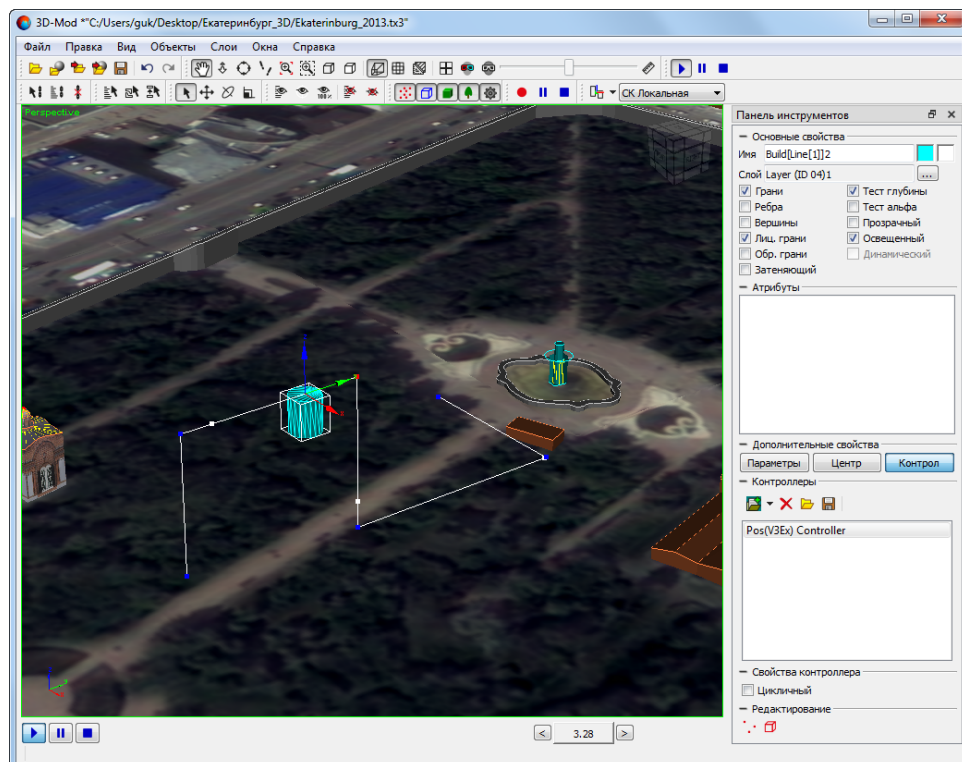 3D-Mod *"C:/Users/guk/Desktop/Екатеринбург_3D/Ekaterinburg_2013.tx3"
Файл Правка Вид Объекты Слои Окна Справка
100%
СК Локальная
Perspective
Панель инструментов
Основные свойства
Имя Build[Line[1]]2
Слой Layer (ID 04)1 ...
Грани Тест глубины
Ребра Тест альфа
Вершины Прозрачный
Лиц. грани Освещенный
Обр. грани Динамический
Затеняющий
Атрибуты
Дополнительные свойства
Параметры Центр Контрол
Контроллеры
Pos(V3Ex) Controller
Свойства контроллера
Цикличный
Редактирование
< 3.28 >